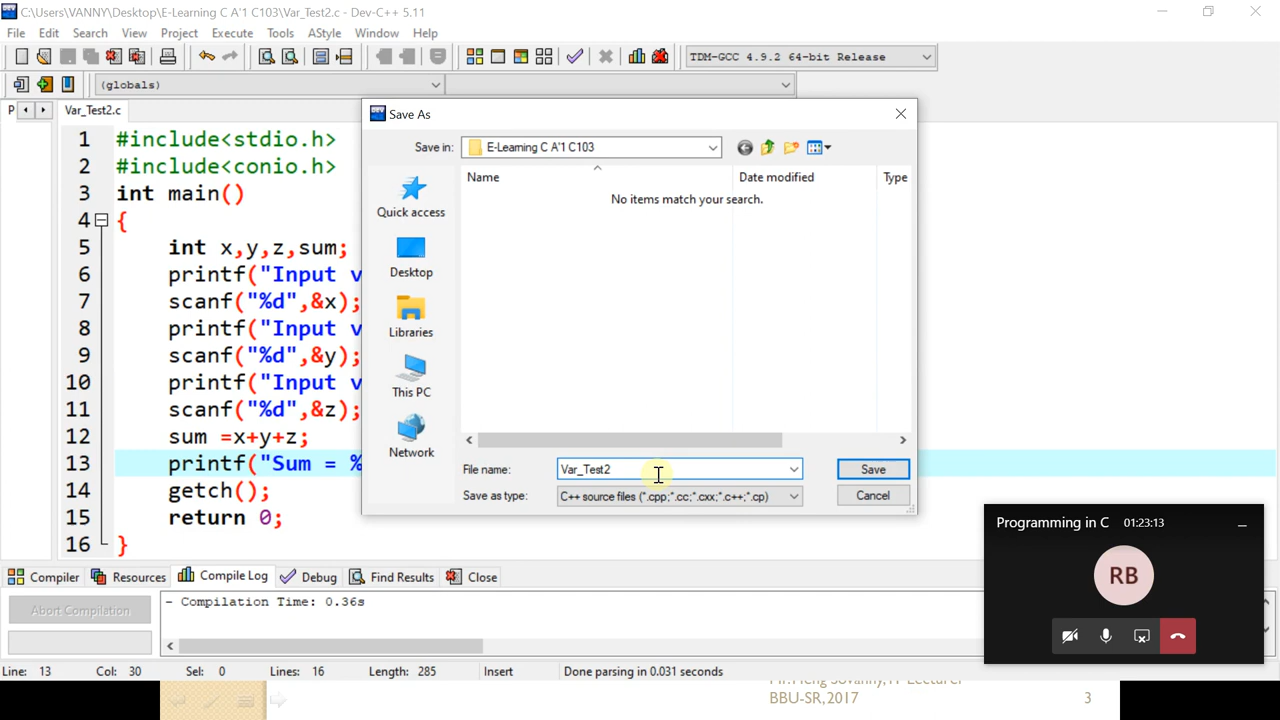 C:\Users\VANNY\Desktop\E-Learning C A'1 C103\Var_Test2.c - Dev-C++ 5.11
File Edit Search View Project Execute Tools AStyle Window Help
TDM-GCC 4.9.2 64-bit Release
(globals)
P
Var_Test2.c
1 #include<stdio.h>
2 #include<conio.h>
3 int main()
4 {
5 int x,y,z,sum;
6 printf("Input v
7 scanf("%d",&x);
8 printf("Input v
9 scanf("%d",&y);
10 printf("Input v
11 scanf("%d",&z);
12 sum =x+y+z;
13 printf("Sum = %
14 getch();
15 return 0;
16 }
Save As
Save in: E-Learning C A'1 C103
Name Date modified Type
No items match your search.
Quick access
Desktop
Libraries
This PC
Network
File name: Var_Test2 Save
Save as type: C++ source files (*.cpp;*.cc;*.cxx;*.c++;*.cp) Cancel
Programming in C 01:23:13
RB
Compiler Resources Compile Log Debug Find Results Close
Abort Compilation
- Compilation Time: 0.36s
Line: 13 Col: 30 Sel: 0 Lines: 16 Length: 285 Insert Done parsing in 0.031 seconds
BBU-SR,2017
3